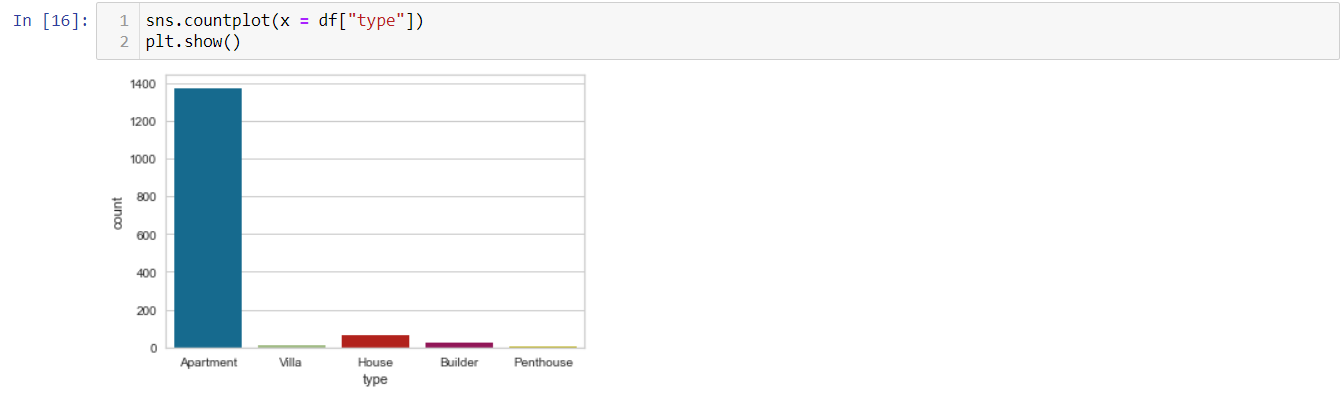 In [16]:
1 sns.countplot(x = df["type"])
2 plt.show()
1400
1200
1000
800
600
400
200
0
count
Apartment Villa House Builder Penthouse
type